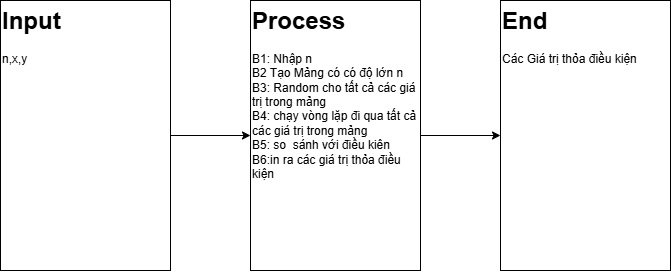 Input
n,x,y
Process
B1: Nhập n
B2 Tạo Mảng có có độ lớn n
B3: Random cho tất cả các giá
trị trong mảng
B4: chạy vòng lặp đi qua tất cả
các giá trị trong mảng
B5: so sánh với điều kiên
B6:in ra các giá trị thỏa điều
kiện
End
Các Giá trị thỏa điều kiện